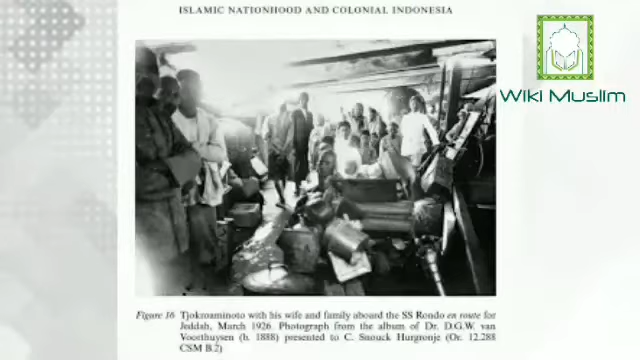 ISLAMIC NATIONHOOD AND COLONIAL INDONESIA
Wiki Muslim
Figure 16 Tjokroaminoto with his wife and family aboard the SS Rondo en route for
Jeddah, March 1926. Photograph from the album of Dr. D.G.W. van
Voorthuysen (b. 1888) presented to C. Snouck Hurgronje (Or. 12.288
CSM B.2)